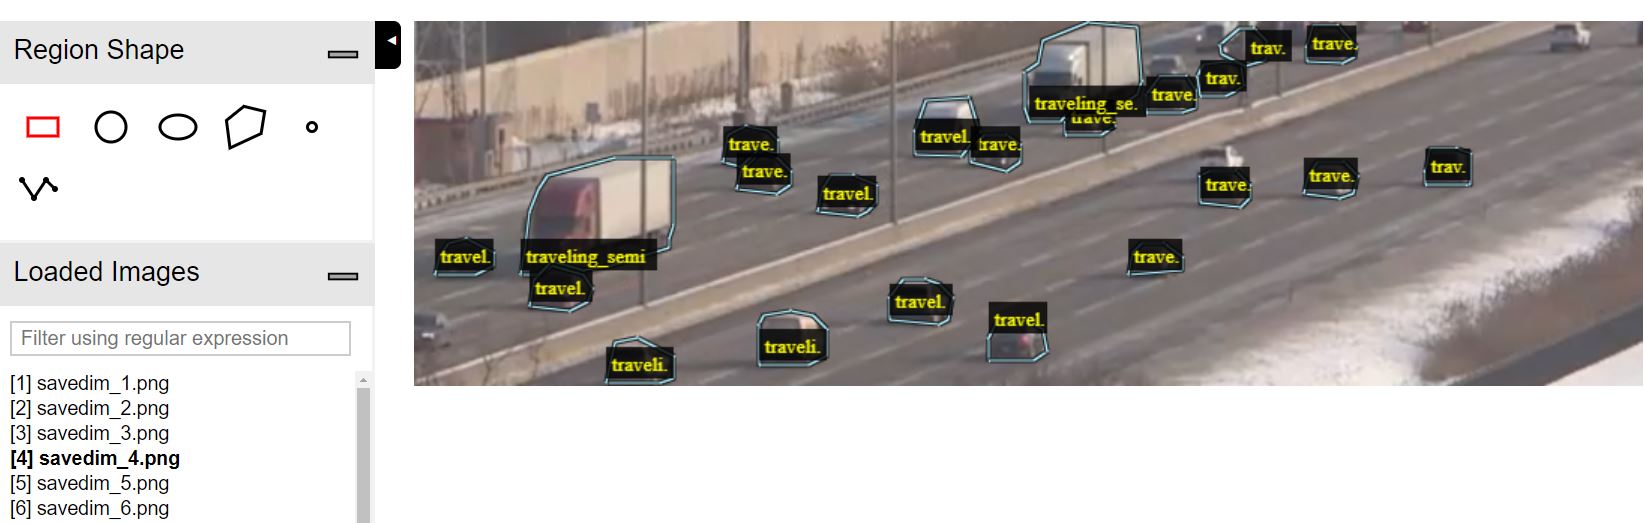 Region Shape
Loaded Images
Filter using regular expression
[1] savedim_1.png
[2] savedim_2.png
[3] savedim_3.png
[4] savedim_4.png
[5] savedim_5.png
[6] savedim_6.png
trav.
trave.
trav.
trave.
traveling_se.
trave.
travel.
trave.
trave.
trave.
travel.
trave.
trave.
trav.
travel.
traveling_semi
travel.
trave.
travel.
travel.
traveli.
traveli.